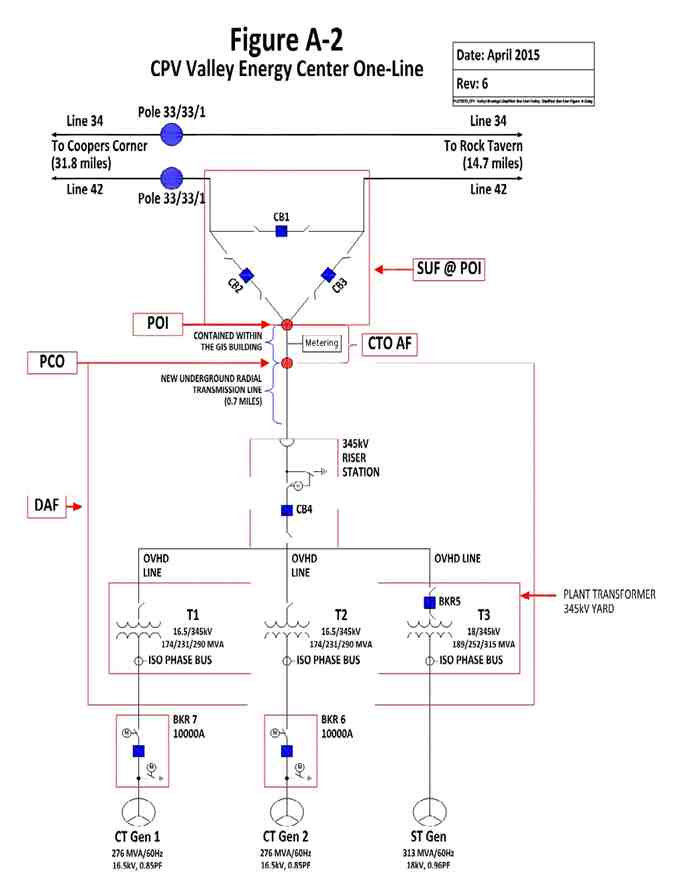 Figure A-2
CPV Valley Energy Center One-Line
Date: April 2015
Rev: 6
Pole 33/33/1
Line 34
Line 34
To Coopers Corner
(31.8 miles)
To Rock Tavern
(14.7 miles)
Line 42
Line 42
Pole 33/33/1
CB1
CB2
CB3
SUF @ POI
POI
CONTAINED WITHIN
THE GIS BUILDING
Metering
CTO AF
PCO
NEW UNDERGROUND RADIAL
TRANSMISSION LINE
(0.7 MILES)
345kV
RISER
STATION
M
DAF
CB4
OVHD
LINE
OVHD
LINE
OVHD LINE
PLANT TRANSFORMER
345kV YARD
BKR5
T1
16.5/345kV
174/231/290 MVA
T2
16.5/345kV
174/231/290 MVA
T3
18/345kV
189/252/315 MVA
ISO PHASE BUS
ISO PHASE BUS
ISO PHASE BUS
BKR 7
10000A
BKR 6
10000A
M
M
M
M
CT Gen 1
276 MVA/60Hz
16.5kV, 0.85PF
CT Gen 2
276 MVA/60Hz
16.5kV, 0.85PF
ST Gen
313 MVA/60Hz
18kV, 0.96PF